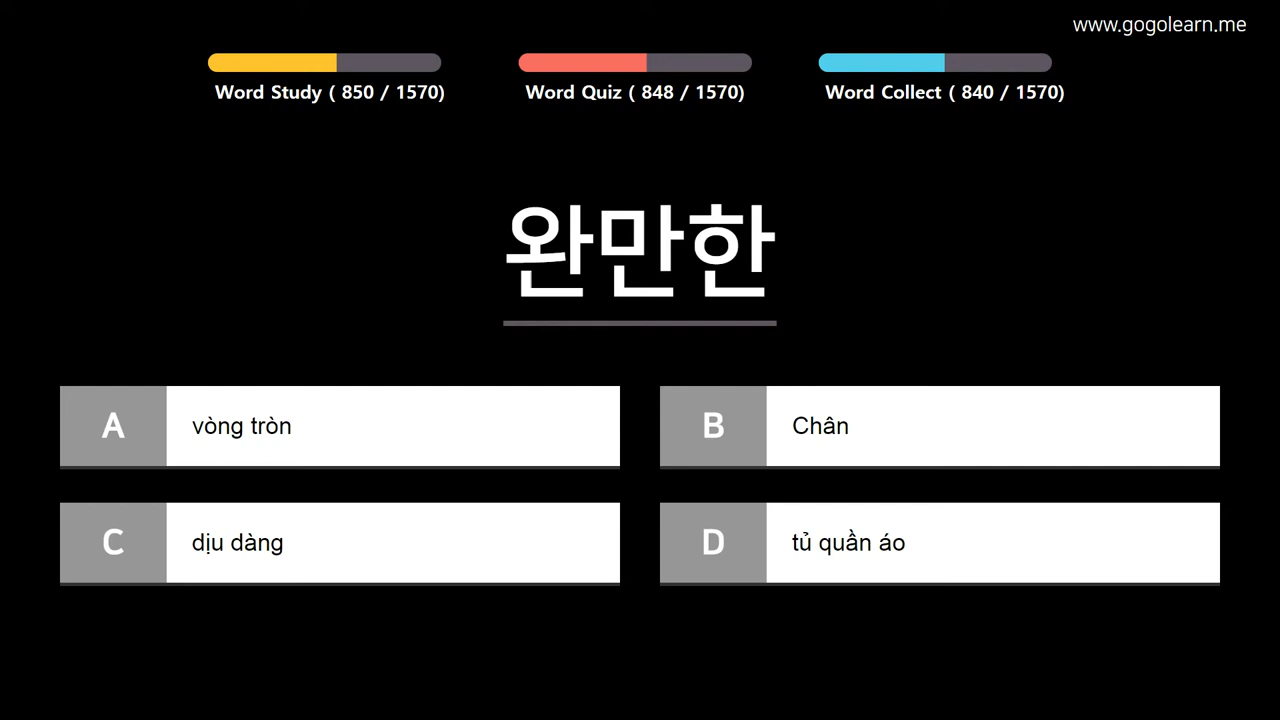 www.gogolearn.me
Word Study ( 850 / 1570)
Word Quiz ( 848 / 1570)
Word Collect ( 840 / 1570)
완만한
A vòng tròn
B Chân
C dịu dàng
D tủ quần áo